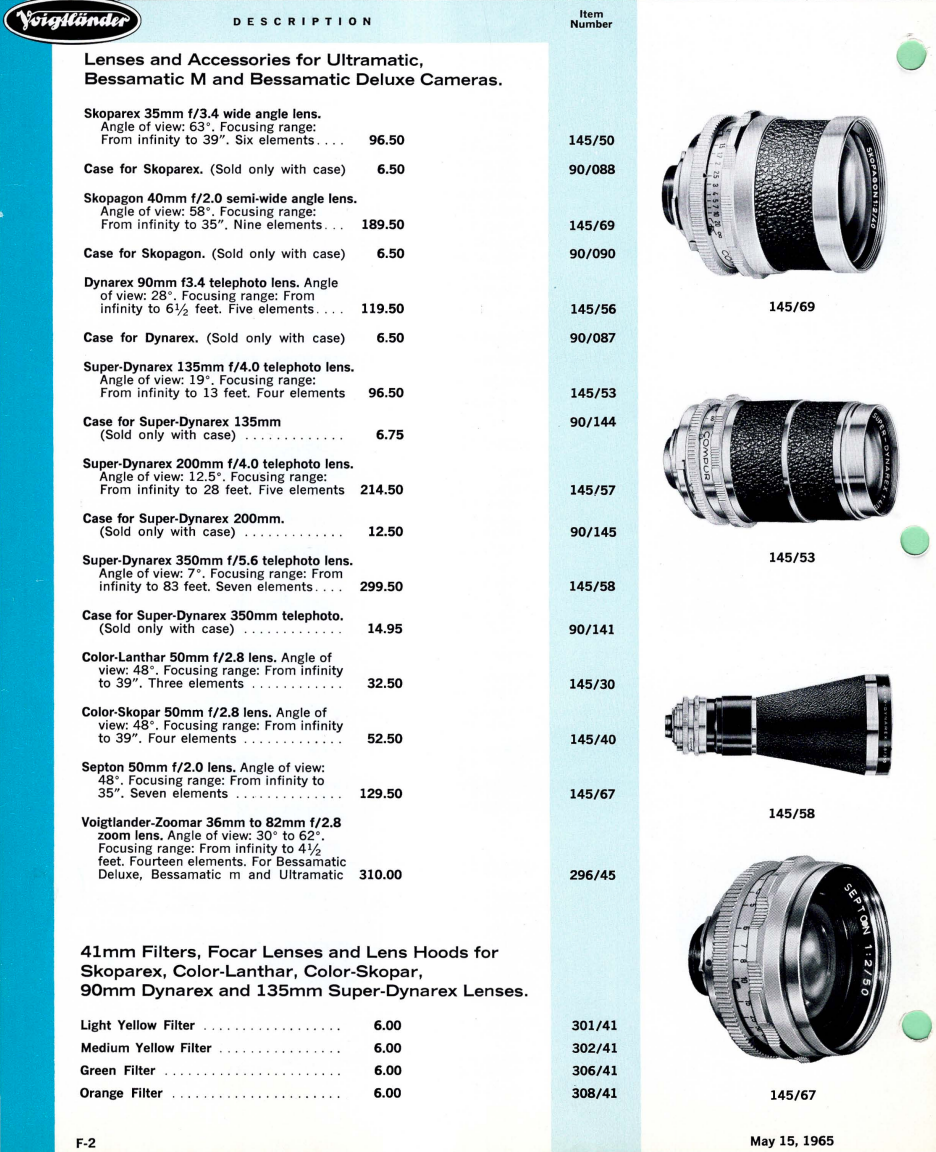 Voigtländer
DESCRIPTION
Item
Number
Lenses and Accessories for Ultramatic,
Bessamatic M and Bessamatic Deluxe Cameras.
Skoparex 35mm f/3.4 wide angle lens.
Angle of view: 63°. Focusing range:
From infinity to 39″. Six elements.... 96.50 145/50
Case for Skoparex. (Sold only with case) 6.50 90/088
Skopagon 40mm f/2.0 semi-wide angle lens.
Angle of view: 58°. Focusing range:
From infinity to 35″. Nine elements... 189.50 145/69
Case for Skopagon. (Sold only with case) 6.50 90/090
Dynarex 90mm f3.4 telephoto lens. Angle
of view: 28°. Focusing range: From
infinity to 6½ feet. Five elements.... 119.50 145/56
Case for Dynarex. (Sold only with case) 6.50 90/087
Super-Dynarex 135mm f/4.0 telephoto lens.
Angle of view: 19°. Focusing range:
From infinity to 13 feet. Four elements 96.50 145/53
Case for Super-Dynarex 135mm 90/144
(Sold only with case) ............. 6.75
Super-Dynarex 200mm f/4.0 telephoto lens.
Angle of view: 12.5°. Focusing range:
From infinity to 28 feet. Five elements 214.50 145/57
Case for Super-Dynarex 200mm.
(Sold only with case) ............. 12.50 90/145
Super-Dynarex 350mm f/5.6 telephoto lens.
Angle of view: 7°. Focusing range: From
infinity to 83 feet. Seven elements.... 299.50 145/58
Case for Super-Dynarex 350mm telephoto.
(Sold only with case) ............. 14.95 90/141
Color-Lanthar 50mm f/2.8 lens. Angle of
view: 48°. Focusing range: From infinity
to 39″. Three elements ............ 32.50 145/30
Color-Skopar 50mm f/2.8 lens. Angle of
view: 48°. Focusing range: From infinity
to 39″. Four elements ............. 52.50 145/40
Septon 50mm f/2.0 lens. Angle of view:
48°. Focusing range: From infinity to
35″. Seven elements .............. 129.50 145/67
Voigtlander-Zoomar 36mm to 82mm f/2.8
zoom lens. Angle of view: 30° to 62°.
Focusing range: From infinity to 4½
feet. Fourteen elements. For Bessamatic
Deluxe, Bessamatic m and Ultramatic 310.00 296/45
41mm Filters, Focar Lenses and Lens Hoods for
Skoparex, Color-Lanthar, Color-Skopar,
90mm Dynarex and 135mm Super-Dynarex Lenses.
Light Yellow Filter .................. 6.00 301/41
Medium Yellow Filter ................ 6.00 302/41
Green Filter ....................... 6.00 306/41
Orange Filter ...................... 6.00 308/41
F-2
SKOPAGON 1:2/40
145/69
COMPUR
SUPER-DYNAREX
145/53
145/58
SEPTON 1:2/50
145/67
May 15, 1965